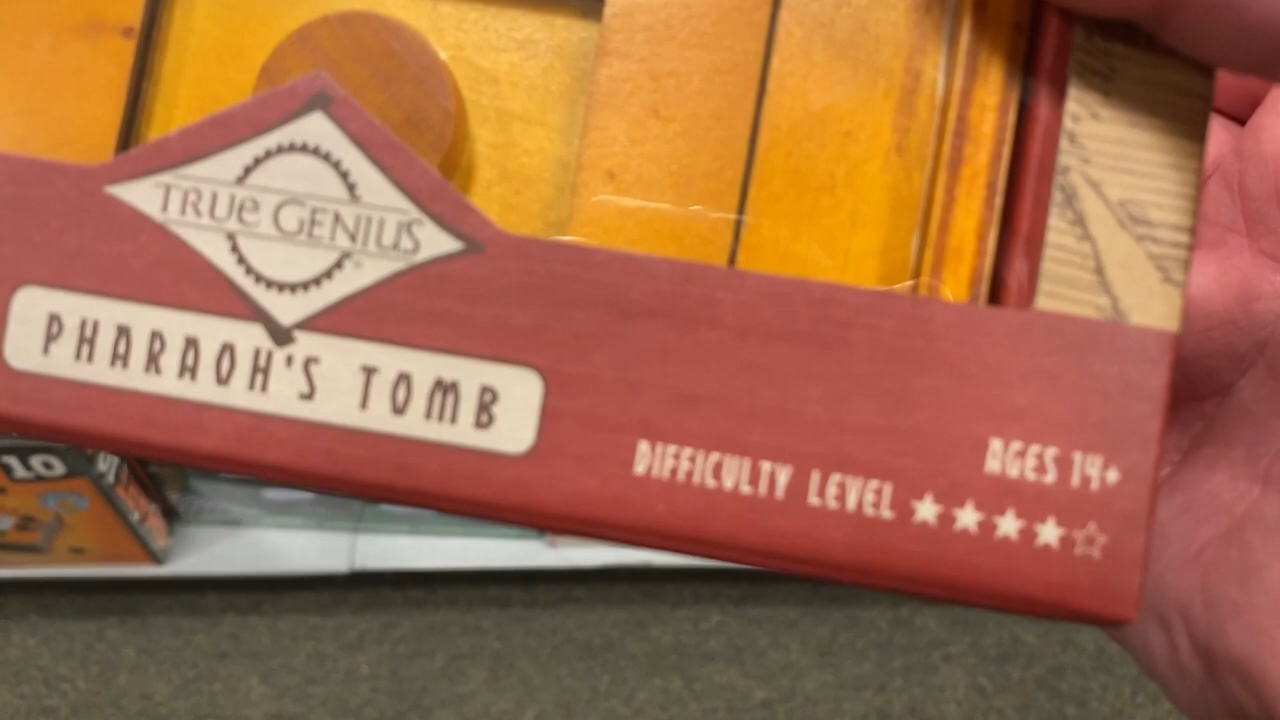 TRUe GENIUS
PHARAOH'S TOMB
AGES 14+
DIFFICULTY LEVEL ★★★★☆
10